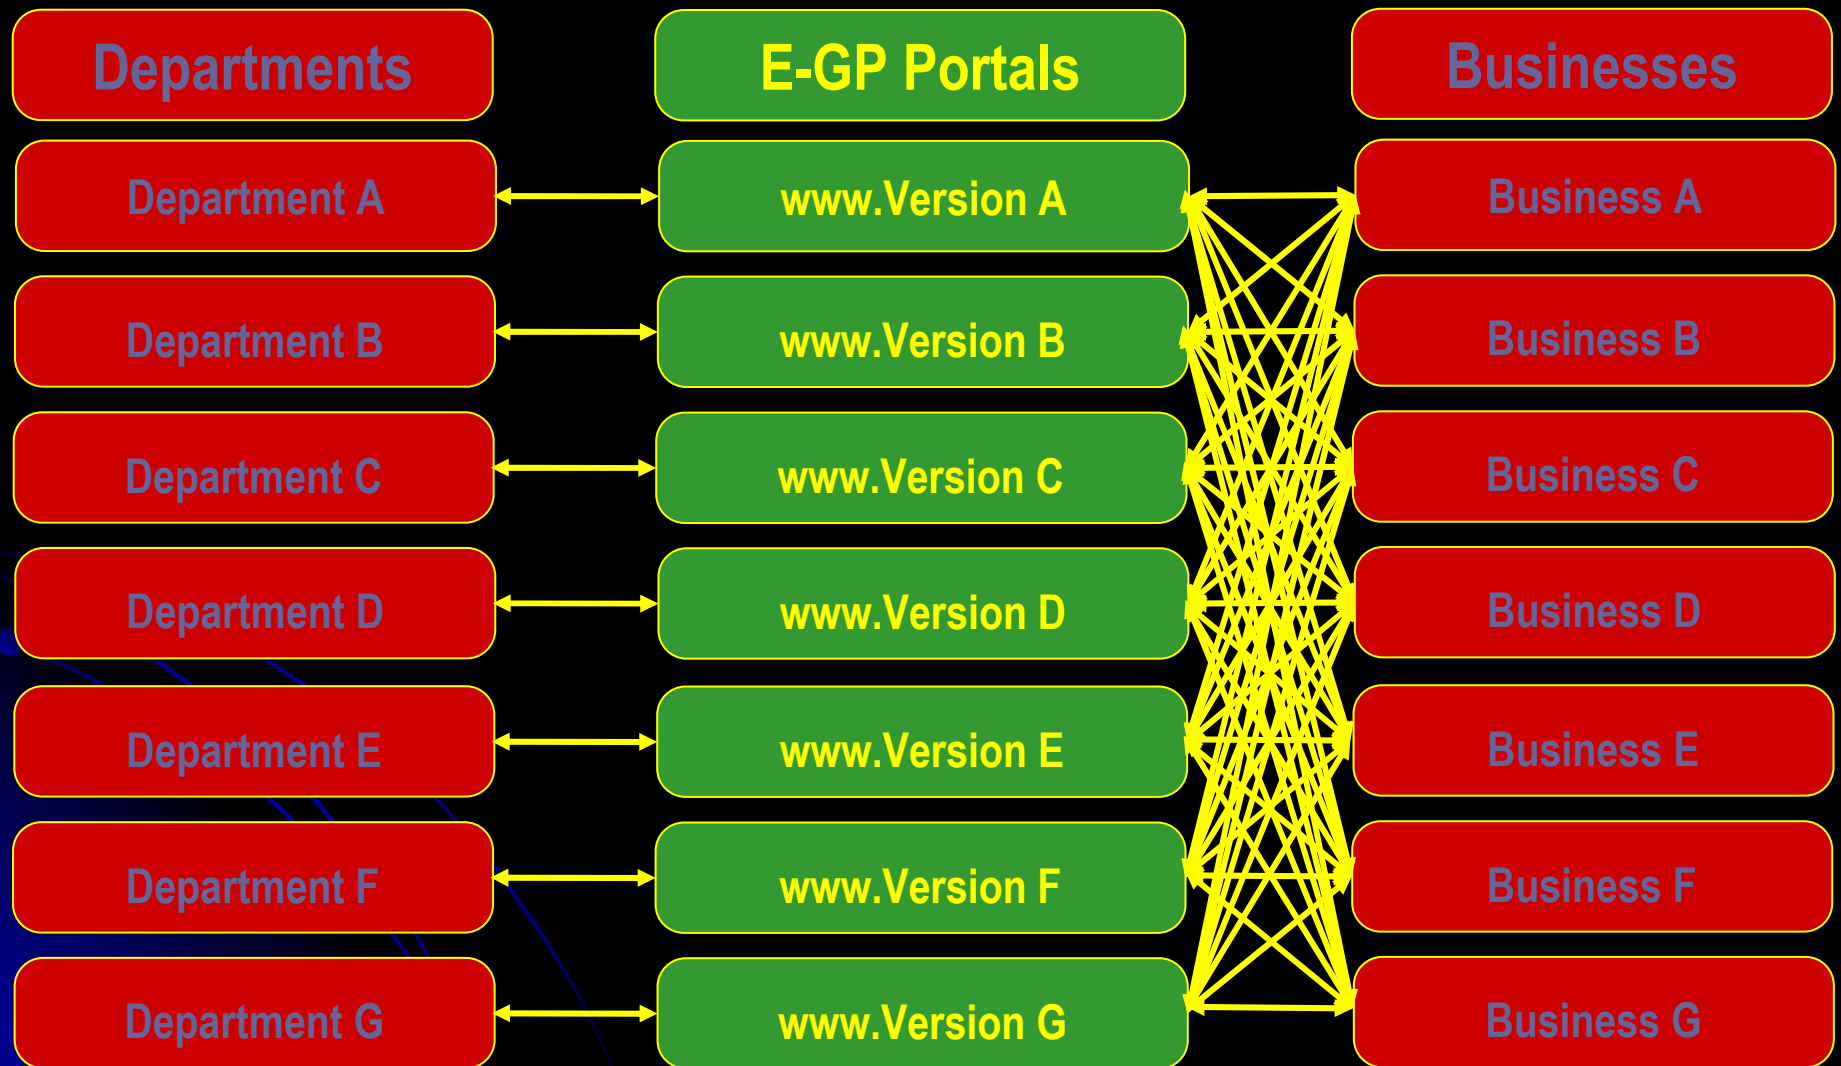 Departments E-GP Portals Businesses
Department A www.Version A Business A
Department B www.Version B Business B
Department C www.Version C Business C
Department D www.Version D Business D
Department E www.Version E Business E
Department F www.Version F Business F
Department G www.Version G Business G